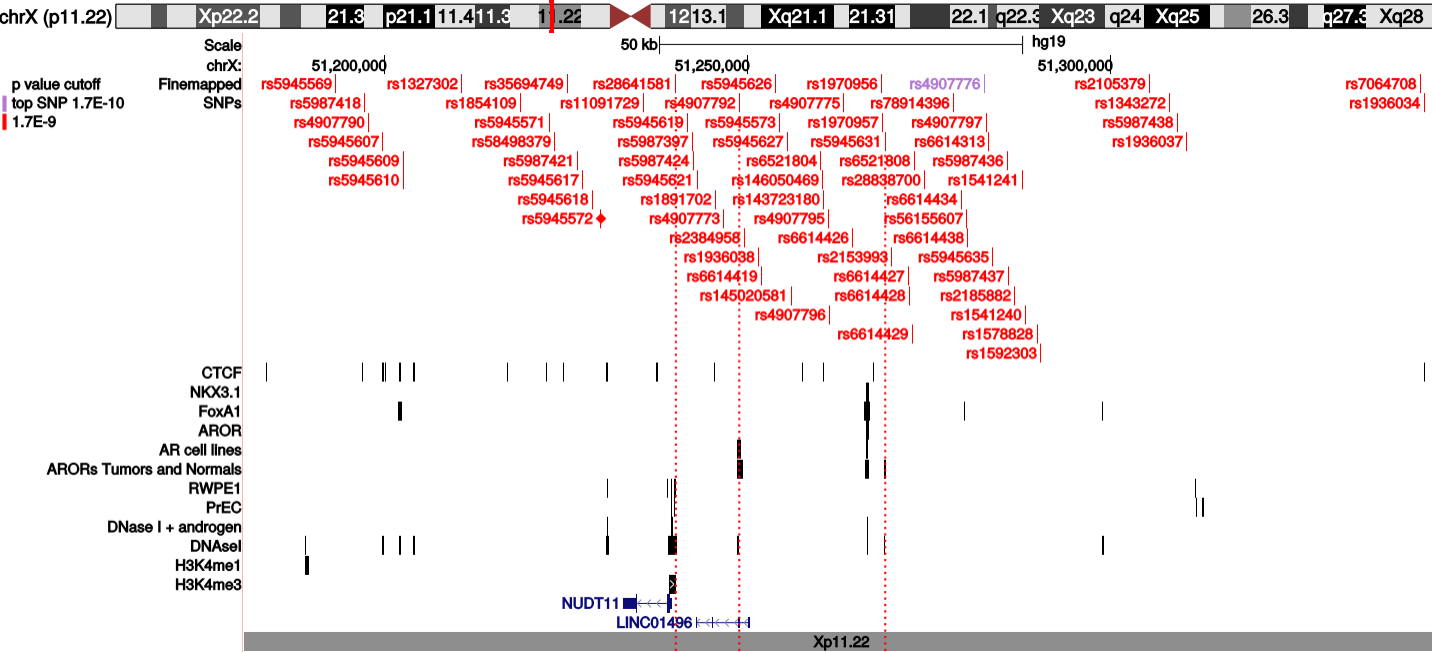 chrX (p11.22) Xp22.2 21.3 p21.1 11.4 11.3 11.22 12 13.1 Xq21.1 21.31 22.1 q22.3 Xq23 q24 Xq25 26.3 q27.3 Xq28
Scale 50 kb hg19
chrX: 51,200,000 51,250,000 51,300,000
p value cutoff Finemapped rs5945569 rs1327302 rs35694749 rs28641581 rs5945626 rs1970956 rs4907776 rs2105379 rs7064708
top SNP 1.7E-10 SNPs rs5987418 rs1854109 rs11091729 rs4907792 rs4907775 rs78914396 rs1343272 rs1936034
1.7E-9 rs4907790 rs5945571 rs5945619 rs5945573 rs1970957 rs4907797 rs5987438
rs5945607 rs58498379 rs5987397 rs5945627 rs5945631 rs6614313 rs1936037
rs5945609 rs5987421 rs5987424 rs6521804 rs6521808 rs5987436
rs5945610 rs5945617 rs5945621 rs146050469 rs28838700 rs1541241
rs5945618 rs1891702 rs143723180 rs6614434
rs5945572 rs4907773 rs4907795 rs56155607
rs2384958 rs6614426 rs6614438
rs1936038 rs2153993 rs5945635
rs6614419 rs6614427 rs5987437
rs145020581 rs6614428 rs2185882
rs4907796 rs1541240
rs6614429 rs1578828
rs1592303
CTCF
NKX3.1
FoxA1
AROR
AR cell lines
ARORs Tumors and Normals
RWPE1
PrEC
DNase I + androgen
DNAseI
H3K4me1
H3K4me3
NUDT11
LINC01496
Xp11.22